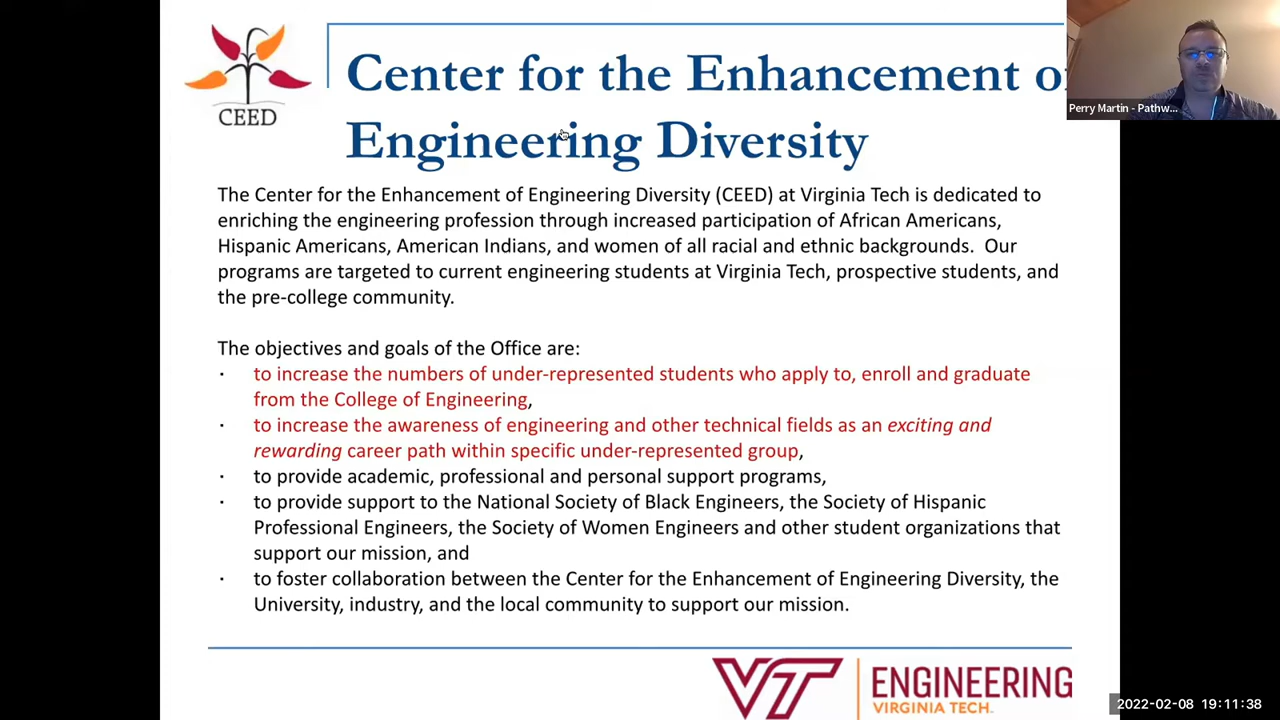 CEED
Center for the Enhancement o
Engineering Diversity
Perry Martin - Pathw...
The Center for the Enhancement of Engineering Diversity (CEED) at Virginia Tech is dedicated to
enriching the engineering profession through increased participation of African Americans,
Hispanic Americans, American Indians, and women of all racial and ethnic backgrounds. Our
programs are targeted to current engineering students at Virginia Tech, prospective students, and
the pre-college community.
The objectives and goals of the Office are:
· to increase the numbers of under-represented students who apply to, enroll and graduate
from the College of Engineering,
· to increase the awareness of engineering and other technical fields as an exciting and
rewarding career path within specific under-represented group,
· to provide academic, professional and personal support programs,
· to provide support to the National Society of Black Engineers, the Society of Hispanic
Professional Engineers, the Society of Women Engineers and other student organizations that
support our mission, and
· to foster collaboration between the Center for the Enhancement of Engineering Diversity, the
University, industry, and the local community to support our mission.
VT ENGINEERING
VIRGINIA TECH.
2022-02-08 19:11:38